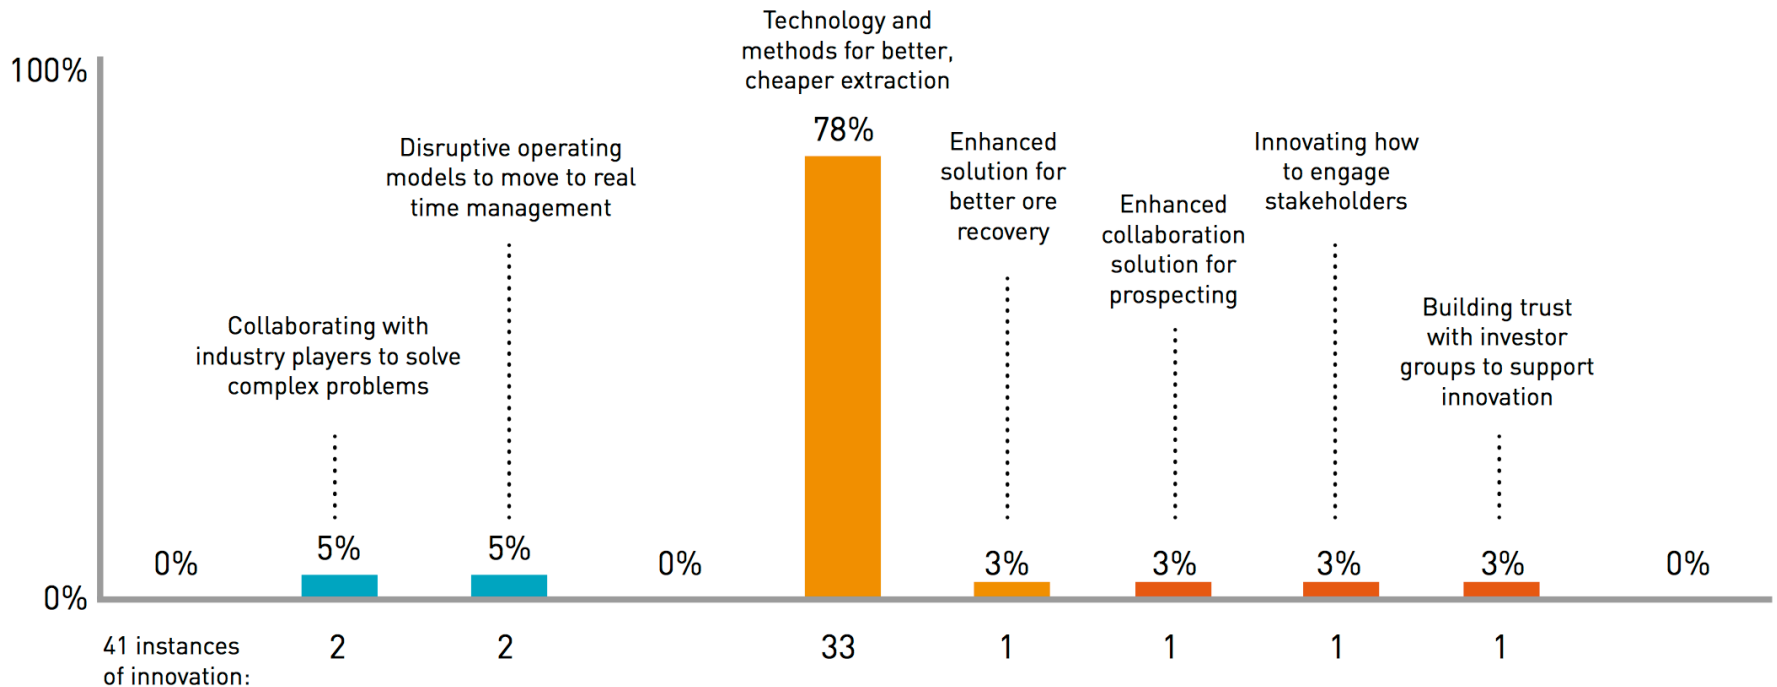 100%
0%
Technology and
methods for better,
cheaper extraction
78%
Disruptive operating
models to move to real
time management
Enhanced
solution for
better ore
recovery
Innovating how
to engage
stakeholders
Enhanced
collaboration
solution for
prospecting
Building trust
with investor
groups to support
innovation
Collaborating with
industry players to solve
complex problems
0%
5%
5%
0%
3%
3%
3%
3%
0%
41 instances
of innovation:
2
2
33
1
1
1
1